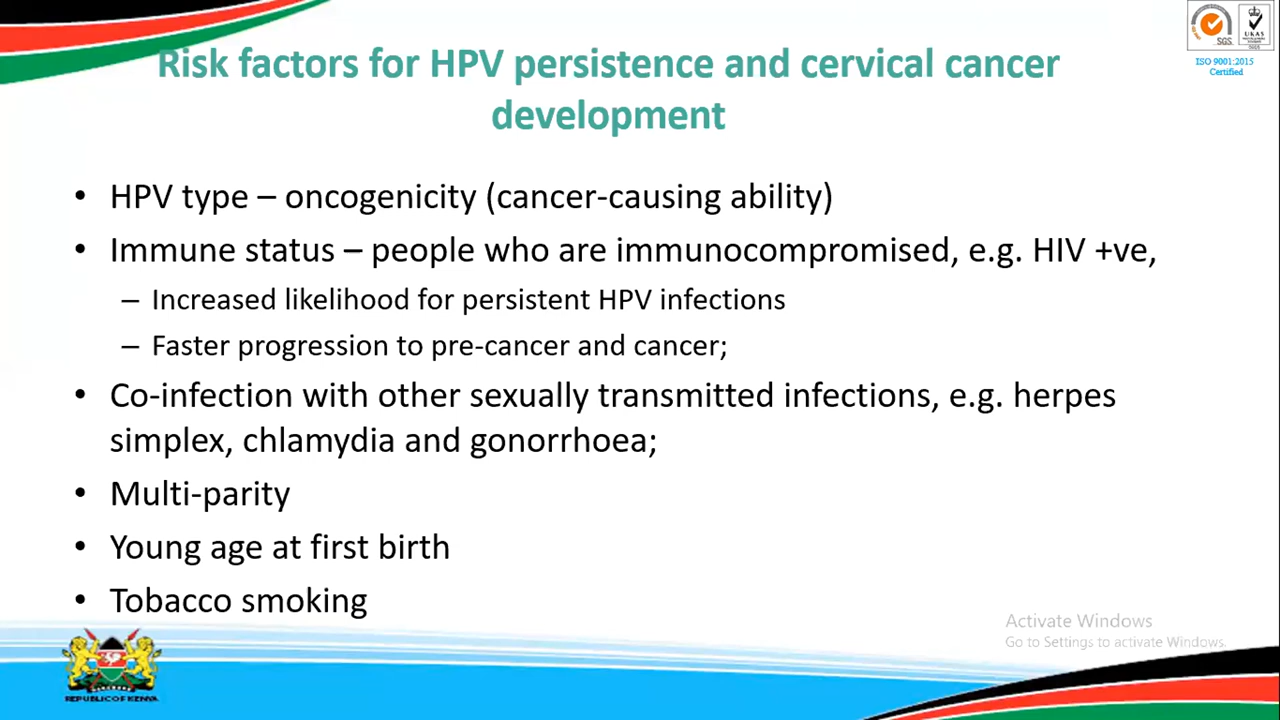 Risk factors for HPV persistence and cervical cancer
development
SGS
UKAS
ISO 9001:2015
Certified
• HPV type – oncogenicity (cancer-causing ability)
• Immune status – people who are immunocompromised, e.g. HIV +ve,
– Increased likelihood for persistent HPV infections
– Faster progression to pre-cancer and cancer;
• Co-infection with other sexually transmitted infections, e.g. herpes
simplex, chlamydia and gonorrhoea;
• Multi-parity
• Young age at first birth
• Tobacco smoking
Activate Windows
Go to Settings to activate Windows.
REPUBLIC OF KENYA